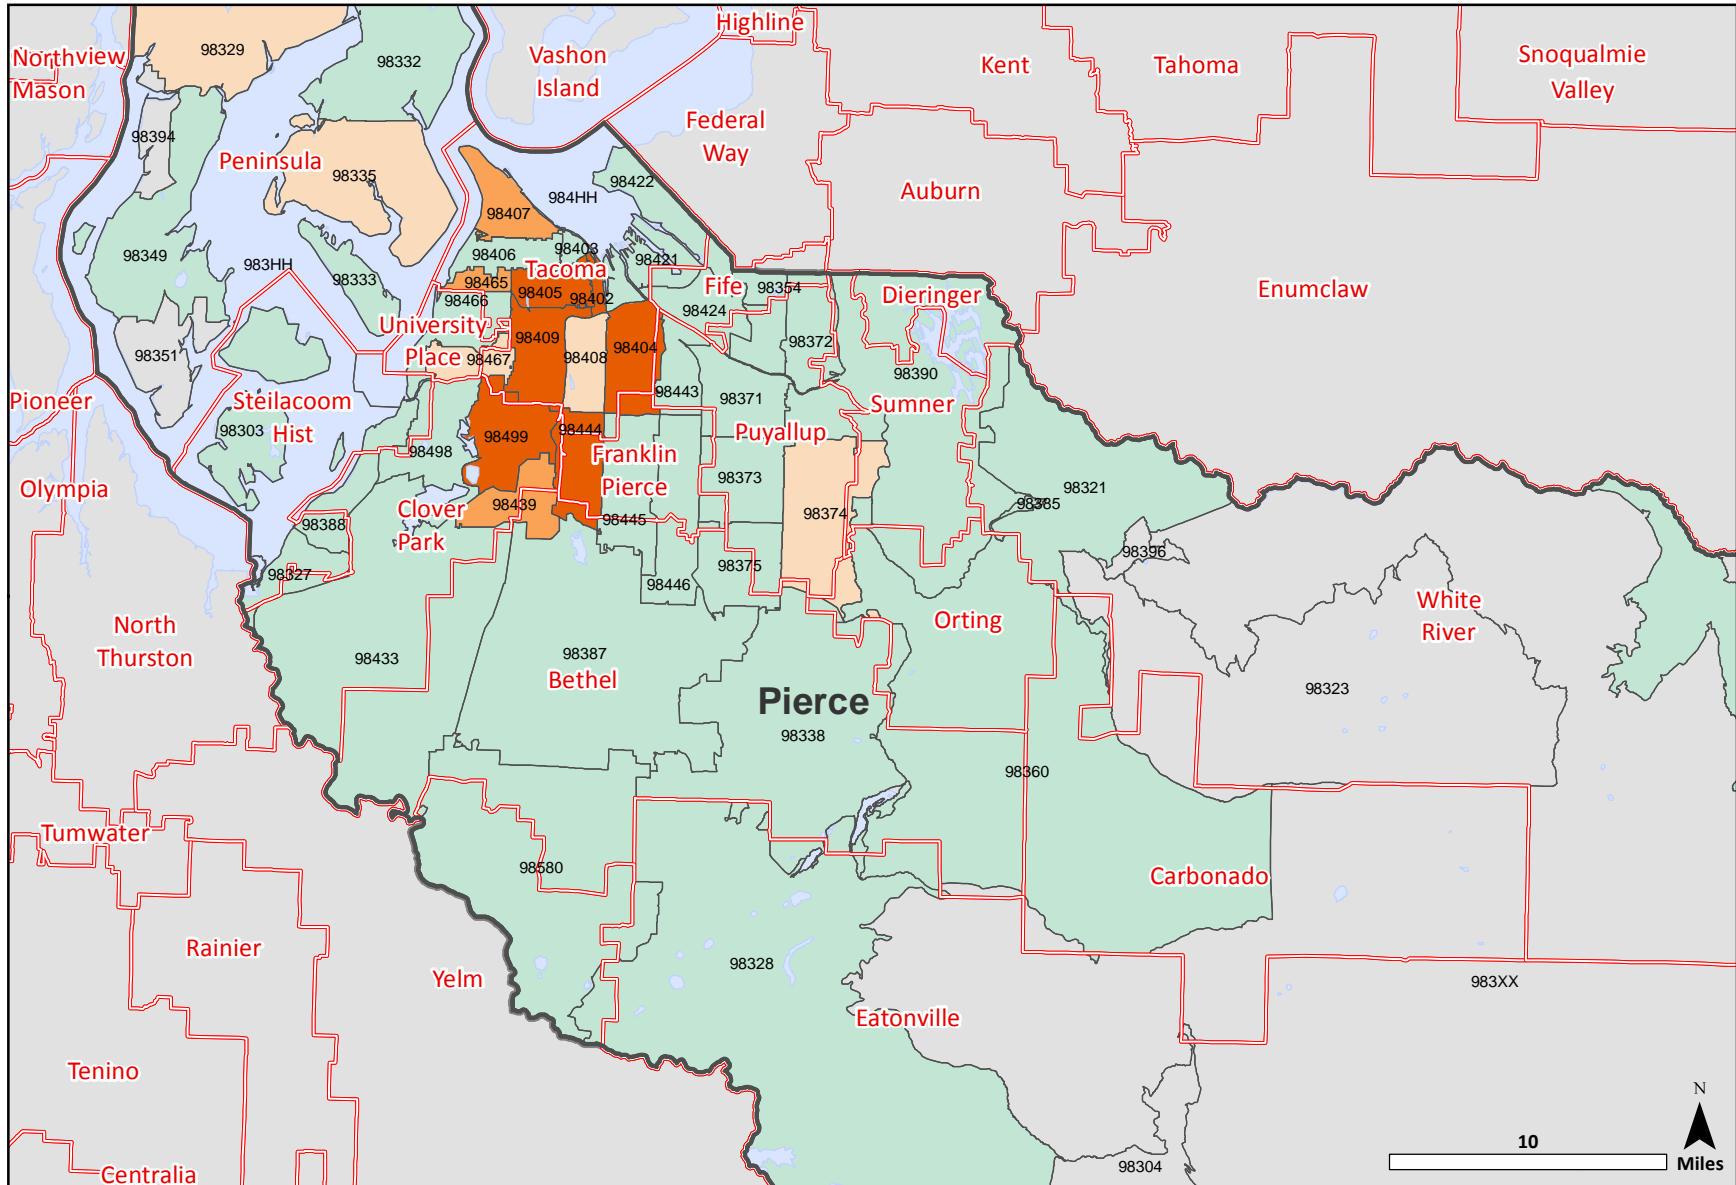 Highline
Northview
Mason
98329
98332
Vashon
Island
Kent
Tahoma
Snoqualmie
Valley
Federal
Way
98394
Peninsula
98335
98422
Auburn
984HH
98407
98349
983HH
98333
98406
98403
98421
Tacoma
98465
98405
98402
98466
Fife
98354
98424
Dieringer
Enumclaw
University
Place
98467
98409
98408
98404
98372
98351
98390
Pioneer
Steilacoom
Hist
98303
98443
98371
Sumner
98499
98444
Puyallup
98498
Franklin
Pierce
98373
Olympia
98321
98385
Clover
Park
98439
98374
98388
98445
98396
98327
98446
98375
White
River
North
Thurston
Orting
98433
98387
Bethel
98323
Pierce
98338
98360
Tumwater
98580
Carbonado
Rainier
Yelm
98328
983XX
Eatonville
Tenino
N
10
Miles
98304
Centralia